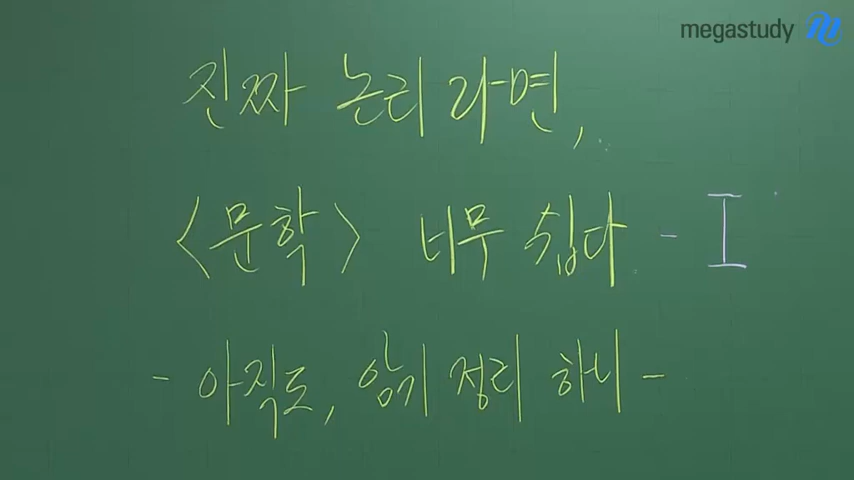 megastudy
진짜 논리라면,
<문학> 너무 쉽다 - I
- 아직도, 암기 정리 하니 -